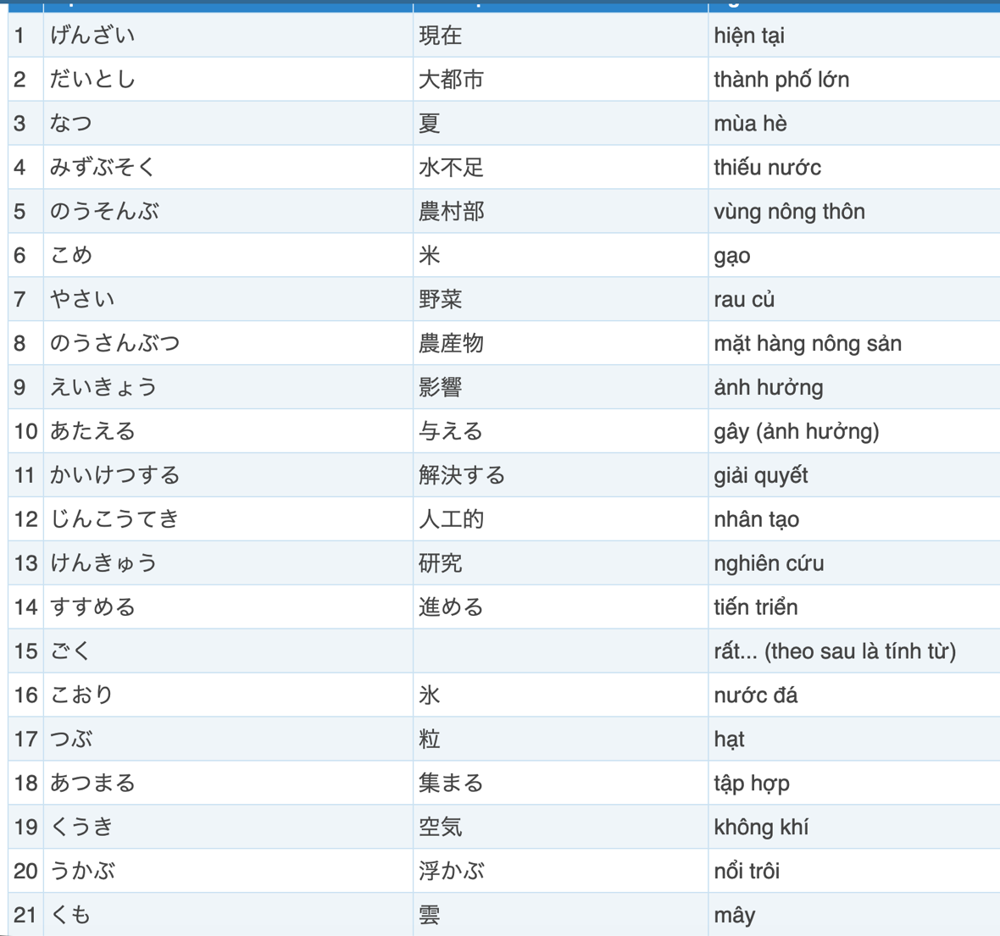 1 げんざい 現在 hiện tại
2 だいとし 大都市 thành phố lớn
3 なつ 夏 mùa hè
4 みずぶそく 水不足 thiếu nước
5 のうそんぶ 農村部 vùng nông thôn
6 こめ 米 gạo
7 やさい 野菜 rau củ
8 のうさんぶつ 農産物 mặt hàng nông sản
9 えいきょう 影響 ảnh hưởng
10 あたえる 与える gây (ảnh hưởng)
11 かいけつする 解決する giải quyết
12 じんこうてき 人工的 nhân tạo
13 けんきゅう 研究 nghiên cứu
14 すすめる 進める tiến triển
15 ごく rất... (theo sau là tính từ)
16 こおり 氷 nước đá
17 つぶ 粒 hạt
18 あつまる 集まる tập hợp
19 くうき 空気 không khí
20 うかぶ 浮かぶ nổi trôi
21 くも 雲 mây